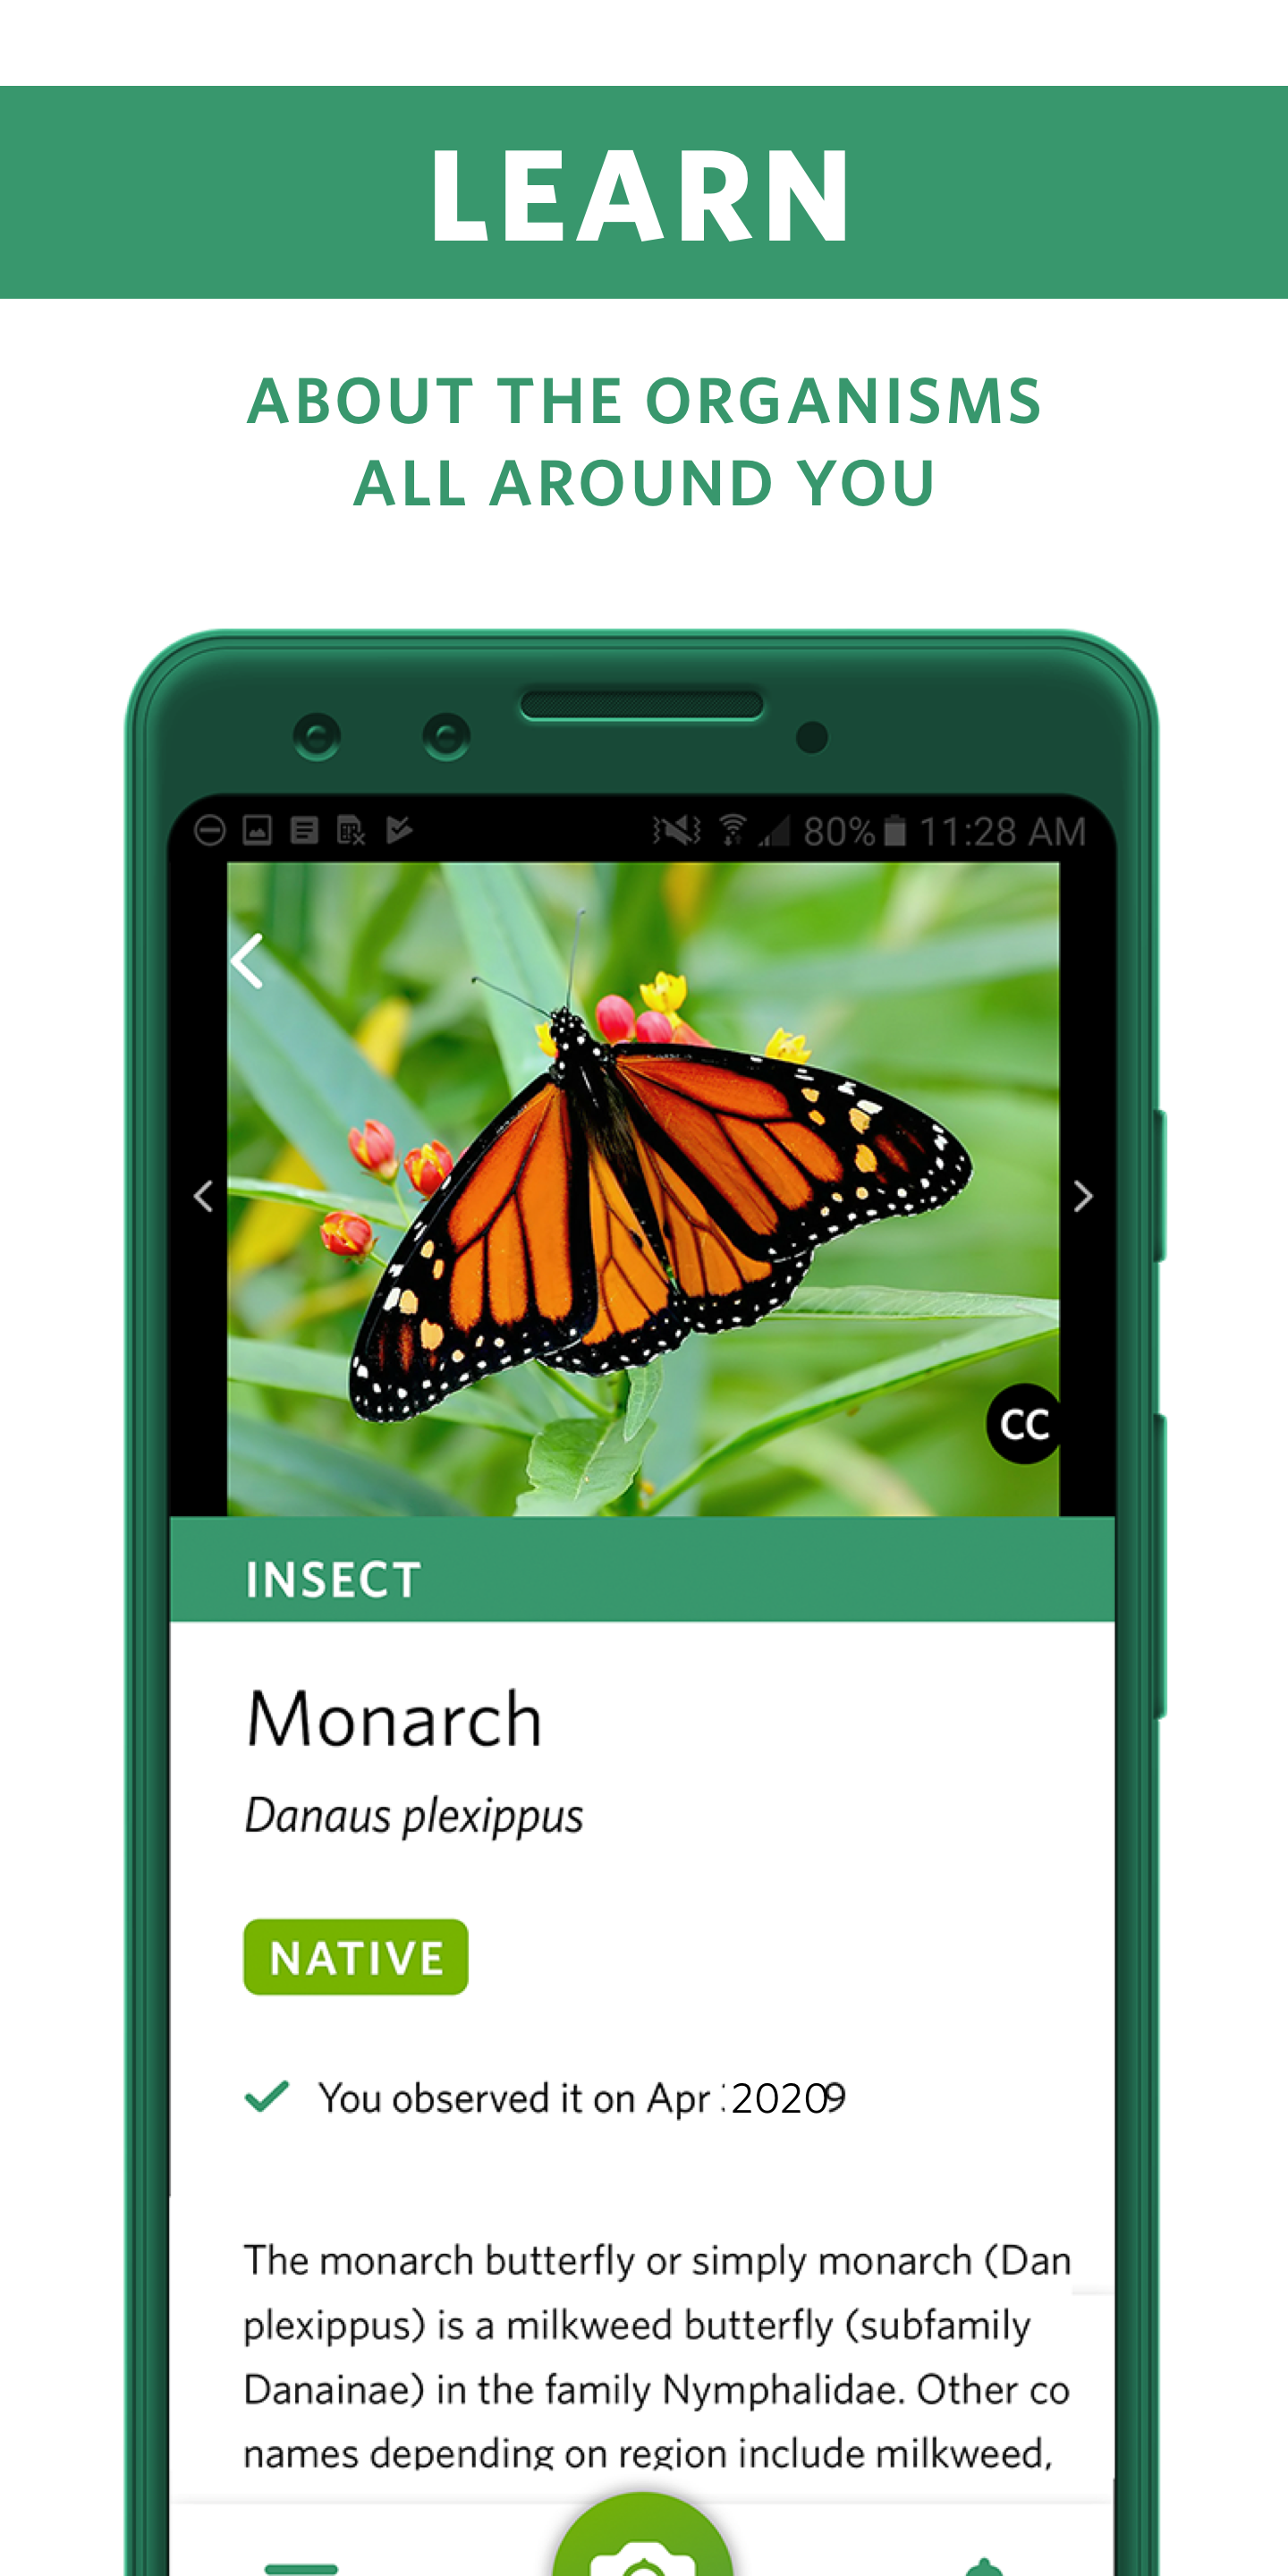 LEARN
ABOUT THE ORGANISMS
ALL AROUND YOU
80% 11:28 AM
CC
INSECT
Monarch
Danaus plexippus
NATIVE
You observed it on Apr 2020
The monarch butterfly or simply monarch (Dan
plexippus) is a milkweed butterfly (subfamily
Danainae) in the family Nymphalidae. Other co
names depending on region include milkweed,